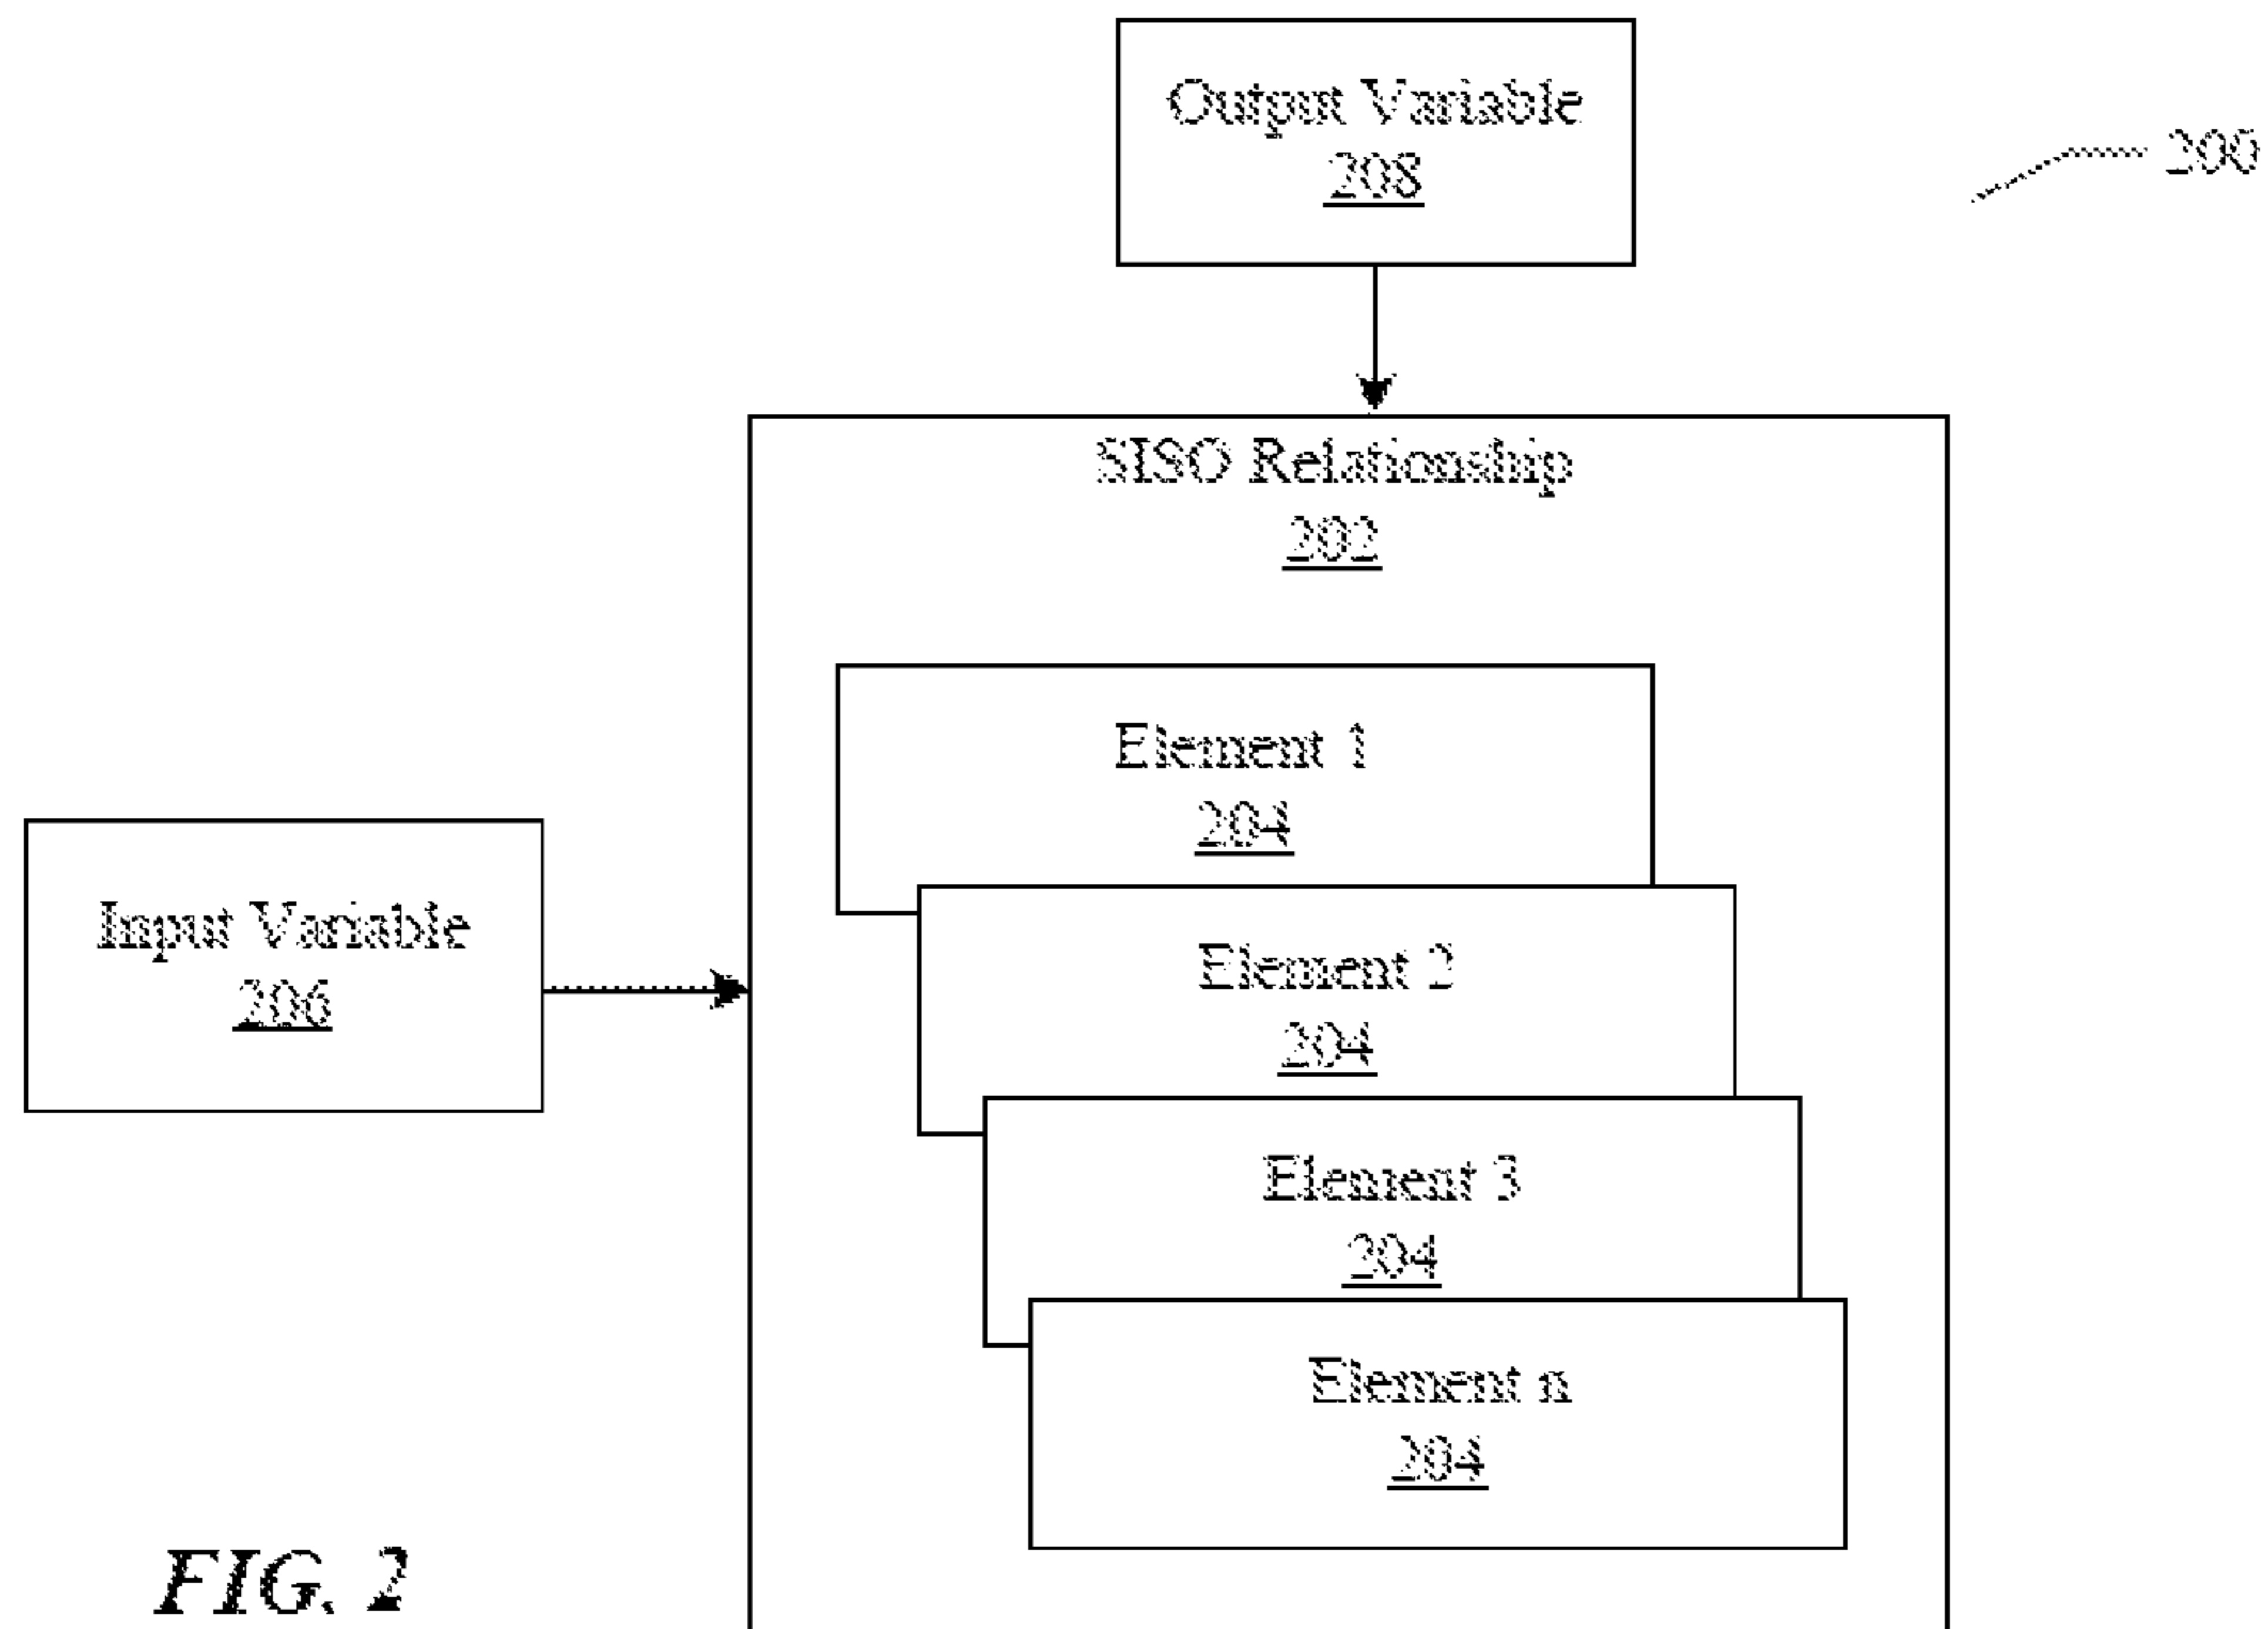 Output Variable
208
200
SISO Relationship
202
Element 1
204
Input Variable
206
Element 2
204
Element 3
204
Element n
204
FIG. 2